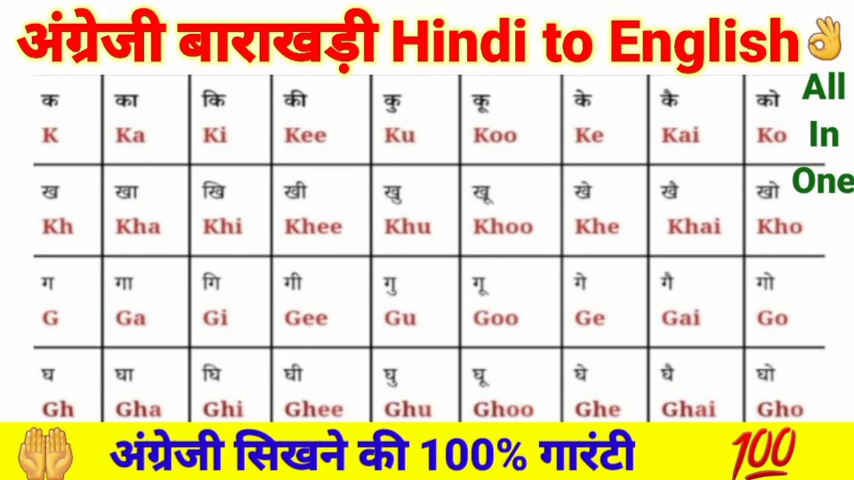 अंग्रेजी बाराखड़ी Hindi to English
क का कि की कु कू के कै को
K Ka Ki Kee Ku Koo Ke Kai Ko
ख खा खि खी खु खू खे खै खो
Kh Kha Khi Khee Khu Khoo Khe Khai Kho
ग गा गि गी गु गू गे गै गो
G Ga Gi Gee Gu Goo Ge Gai Go
घ घा घि घी घु घू घे घै घो
Gh Gha Ghi Ghee Ghu Ghoo Ghe Ghai Gho
All
In
One
अंग्रेजी सिखने की 100% गारंटी
100